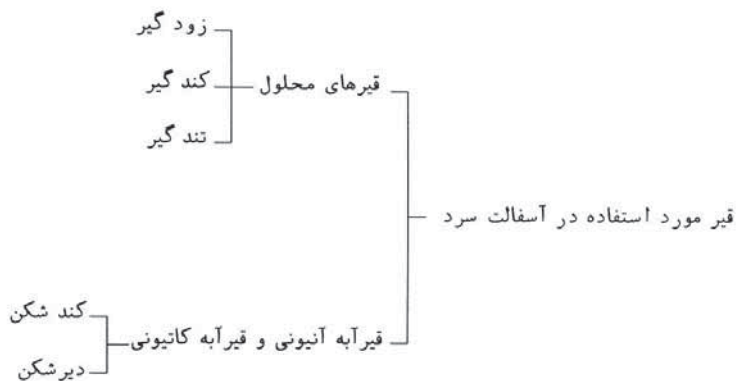 زود گیر
قیرهای محلول
کند گیر
تند گیر
قیر مورد استفاده در آسفالت سرد
کند شکن
قیرآبه آنیونی و قیرآبه کاتیونی
دیرشکن